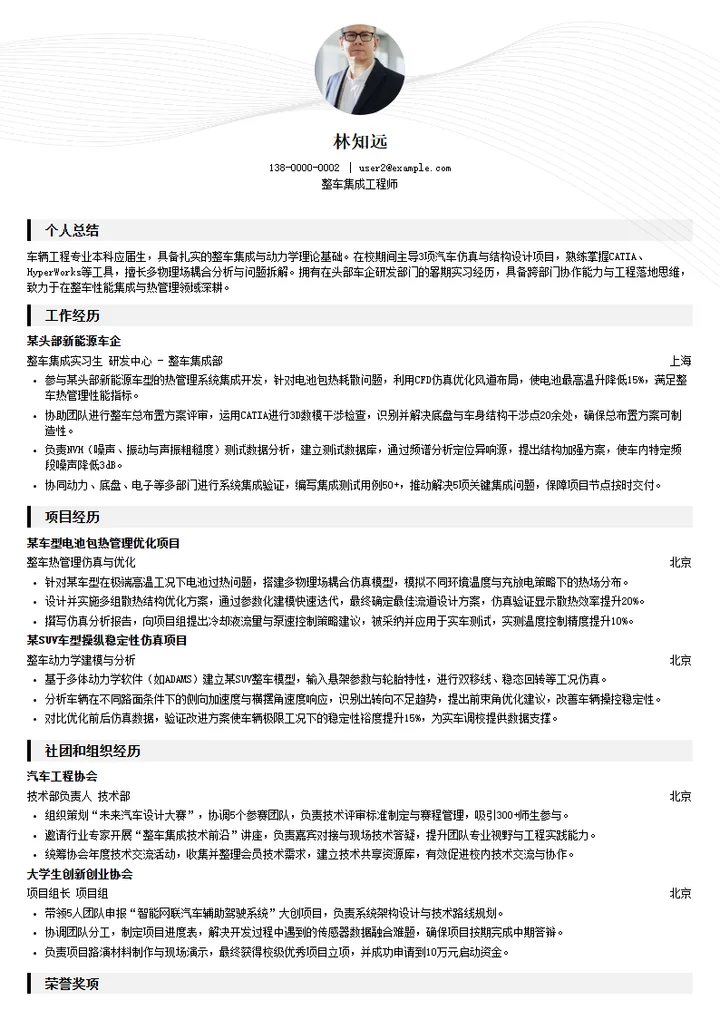 林知远
138-0000-0002 | user2@example.com
整车集成工程师
个人总结
车辆工程专业本科应届生，具备扎实的整车集成与动力学理论基础。在校期间主导3项汽车仿真与结构设计项目，熟练掌握CATIA、
HyperWorks等工具，擅长多物理场耦合分析与问题拆解。拥有在头部车企研发部门的暑期实习经历，具备跨部门协作能力与工程落地思维，
致力于在整车性能集成与热管理领域深耕。
工作经历
某头部新能源车企
整车集成实习生 研发中心 - 整车集成部 上海
• 参与某头部新能源车型的热管理系统集成开发，针对电池包热耗散问题，利用CFD仿真优化风道布局，使电池最高温升降低15%，满足整
车热管理性能指标。
• 协助团队进行整车总布置方案评审，运用CATIA进行3D数模干涉检查，识别并解决底盘与车身结构干涉点20余处，确保总布置方案可制
造性。
• 负责NVH（噪声、振动与声振粗糙度）测试数据分析，建立测试数据库，通过频谱分析定位异响源，提出结构加强方案，使车内特定频
段噪声降低3dB。
• 协同动力、底盘、电子等多部门进行系统集成验证，编写集成测试用例50+，推动解决5项关键集成问题，保障项目节点按时交付。
项目经历
某车型电池包热管理优化项目
整车热管理仿真与优化 北京
• 针对某车型在极端高温工况下电池过热问题，搭建多物理场耦合仿真模型，模拟不同环境温度与充放电策略下的热场分布。
• 设计并实施多组散热结构优化方案，通过参数化建模快速迭代，最终确定最佳流道设计方案，仿真验证显示散热效率提升20%。
• 撰写仿真分析报告，向项目组提出冷却液流量与泵速控制策略建议，被采纳并应用于实车测试，实测温度控制精度提升10%。
某SUV车型操纵稳定性仿真项目
整车动力学建模与分析 北京
• 基于多体动力学软件（如ADAMS）建立某SUV整车模型，输入悬架参数与轮胎特性，进行双移线、稳态回转等工况仿真。
• 分析车辆在不同路面条件下的侧向加速度与横摆角速度响应，识别出转向不足趋势，提出前束角优化建议，改善车辆操控稳定性。
• 对比优化前后仿真数据，验证改进方案使车辆极限工况下的稳定性裕度提升15%，为实车调校提供数据支撑。
社团和组织经历
汽车工程协会
技术部负责人 技术部 北京
• 组织策划“未来汽车设计大赛”，协调5个参赛团队，负责技术评审标准制定与赛程管理，吸引300+师生参与。
• 邀请行业专家开展“整车集成技术前沿”讲座，负责嘉宾对接与现场技术答疑，提升团队专业视野与工程实践能力。
• 统筹协会年度技术交流活动，收集并整理会员技术需求，建立技术共享资源库，有效促进校内技术交流与协作。
大学生创新创业协会
项目组长 项目组 北京
• 带领5人团队申报“智能网联汽车辅助驾驶系统”大创项目，负责系统架构设计与技术路线规划。
• 协调团队分工，制定项目进度表，解决开发过程中遇到的传感器数据融合难题，确保项目按期完成中期答辩。
• 负责项目路演材料制作与现场演示，最终获得校级优秀项目立项，并成功申请到10万元启动资金。
荣誉奖项